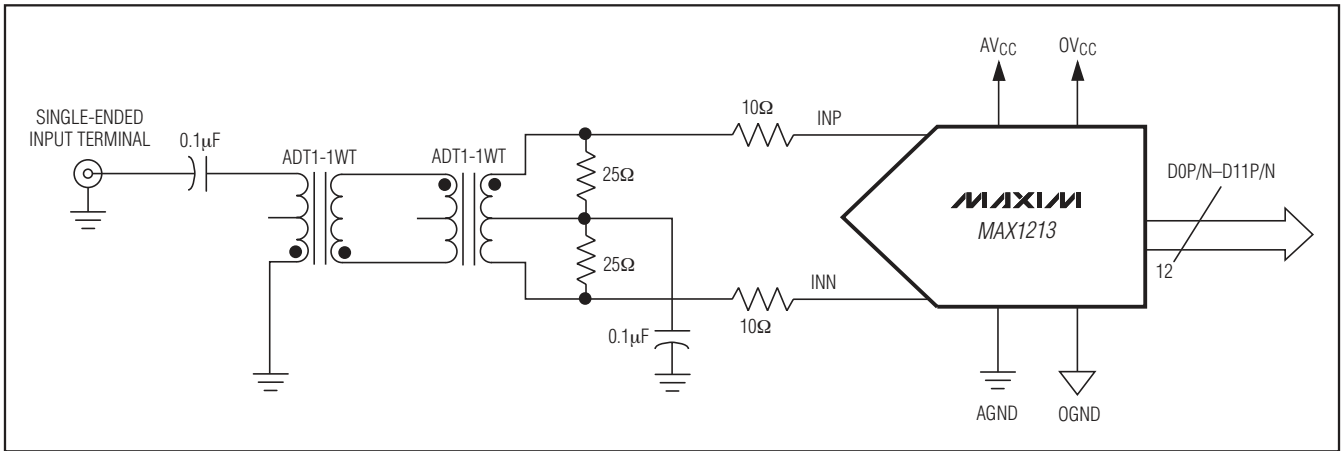 SINGLE-ENDED
INPUT TERMINAL
0.1µF
ADT1-1WT
ADT1-1WT
25Ω
25Ω
0.1µF
10Ω
INP
INN
10Ω
AVCC
OVCC
MAXIM
MAX1213
AGND
OGND
D0P/N–D11P/N
12